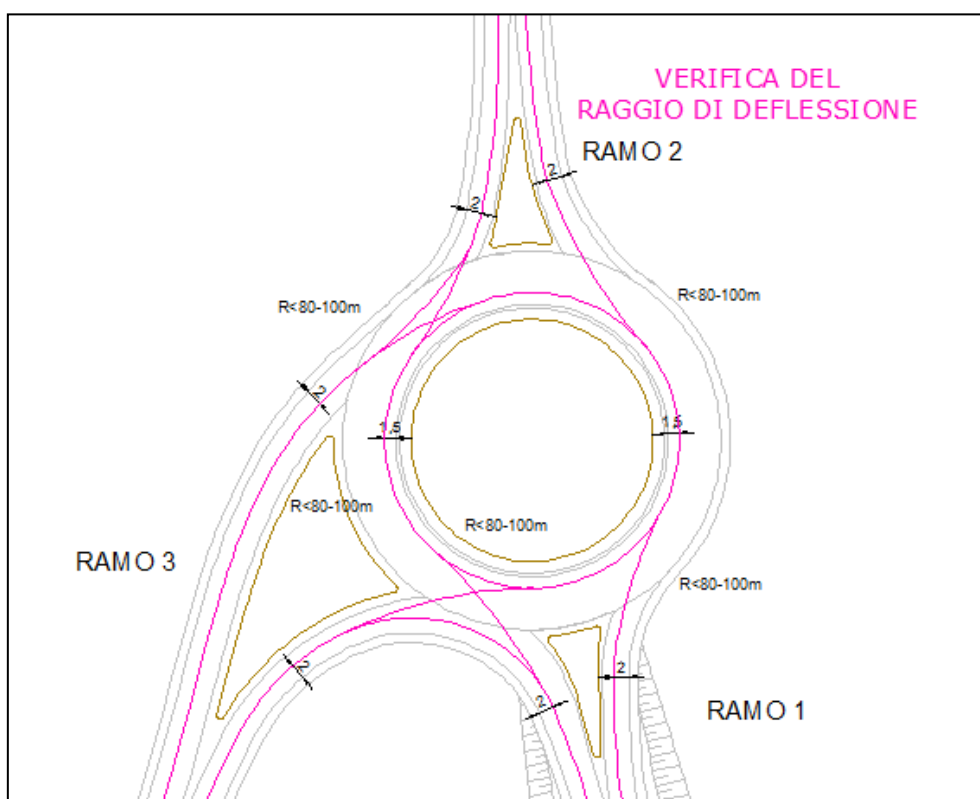 VERIFICA DEL
RAGGIO DI DEFLESSIONE
RAMO 2
2
2
R<80-100m
R<80-100m
2
1.5
1.5
R<80-100m
R<80-100m
RAMO 3
R<80-100m
2
2
2
RAMO 1